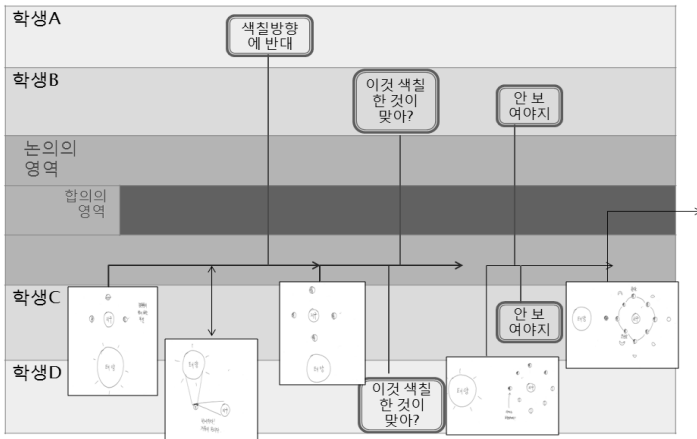 학생A
색칠방향
에 반대
학생B
이것 색칠
한 것이
맞아?
안 보
여야지
논의의
영역
합의의
영역
학생C
안 보
여야지
학생D
이것 색칠
한 것이
맞아?